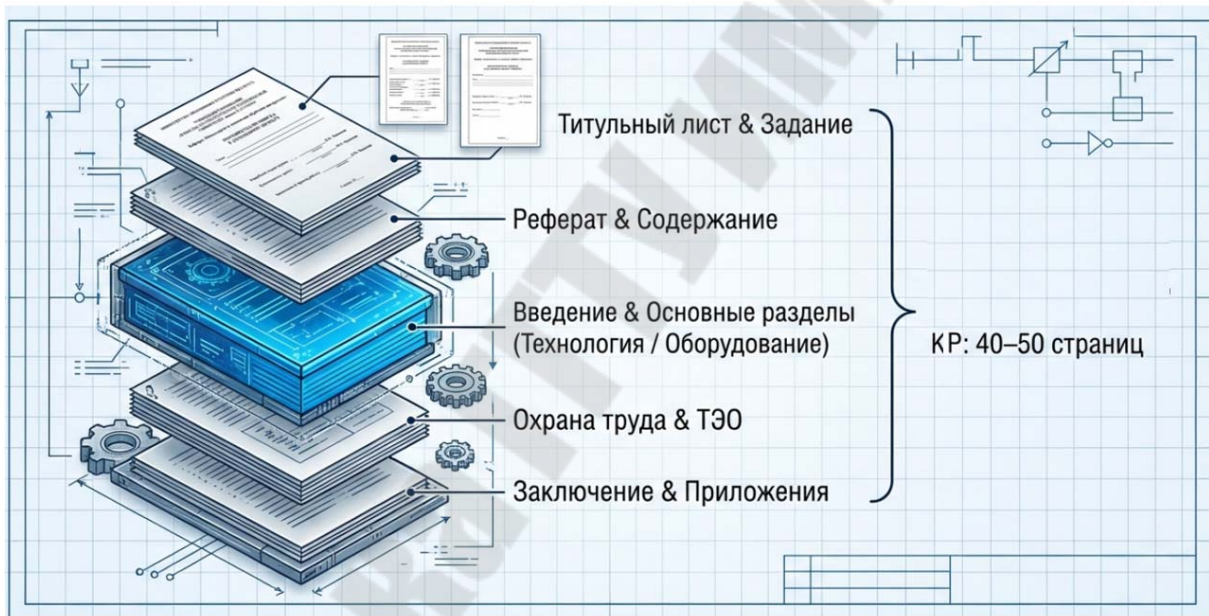 Титульный лист & Задание
Реферат & Содержание
Введение & Основные разделы
(Технология / Оборудование)
КР: 40–50 страниц
Охрана труда & ТЭО
Заключение & Приложения